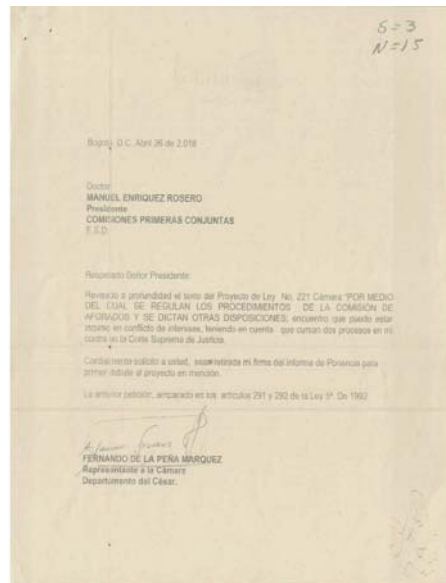 S=3
N=15
Bogotá D.C. Abril 26 de 2.016
Doctor
MANUEL ENRIQUEZ ROSERO
Presidente
COMISIONES PRIMERAS CONJUNTAS
E.S.D.
Respetado Señor Presidente:
Revisado a profundidad el texto del Proyecto de Ley No. 221 Cámara "POR MEDIO
DEL CUAL SE REGULAN LOS PROCEDIMIENTOS DE LA COMISIÓN DE
AFORADOS Y SE DICTAN OTRAS DISPOSICIONES, encuentro que puedo estar
incurso en conflicto de intereses, teniendo en cuenta que cursan dos procesos en mi
contra en la Corte Suprema de Justicia.
Cordialmente solicito a usted, sea retirada mi firma del informe de Ponencia para
primer debate al proyecto en mención.
La anterior petición, amparado en los artículos 291 y 292 de la Ley 5ª. De 1992
FERNANDO DE LA PEÑA MARQUEZ
Representante a la Cámara
Departamento del César.